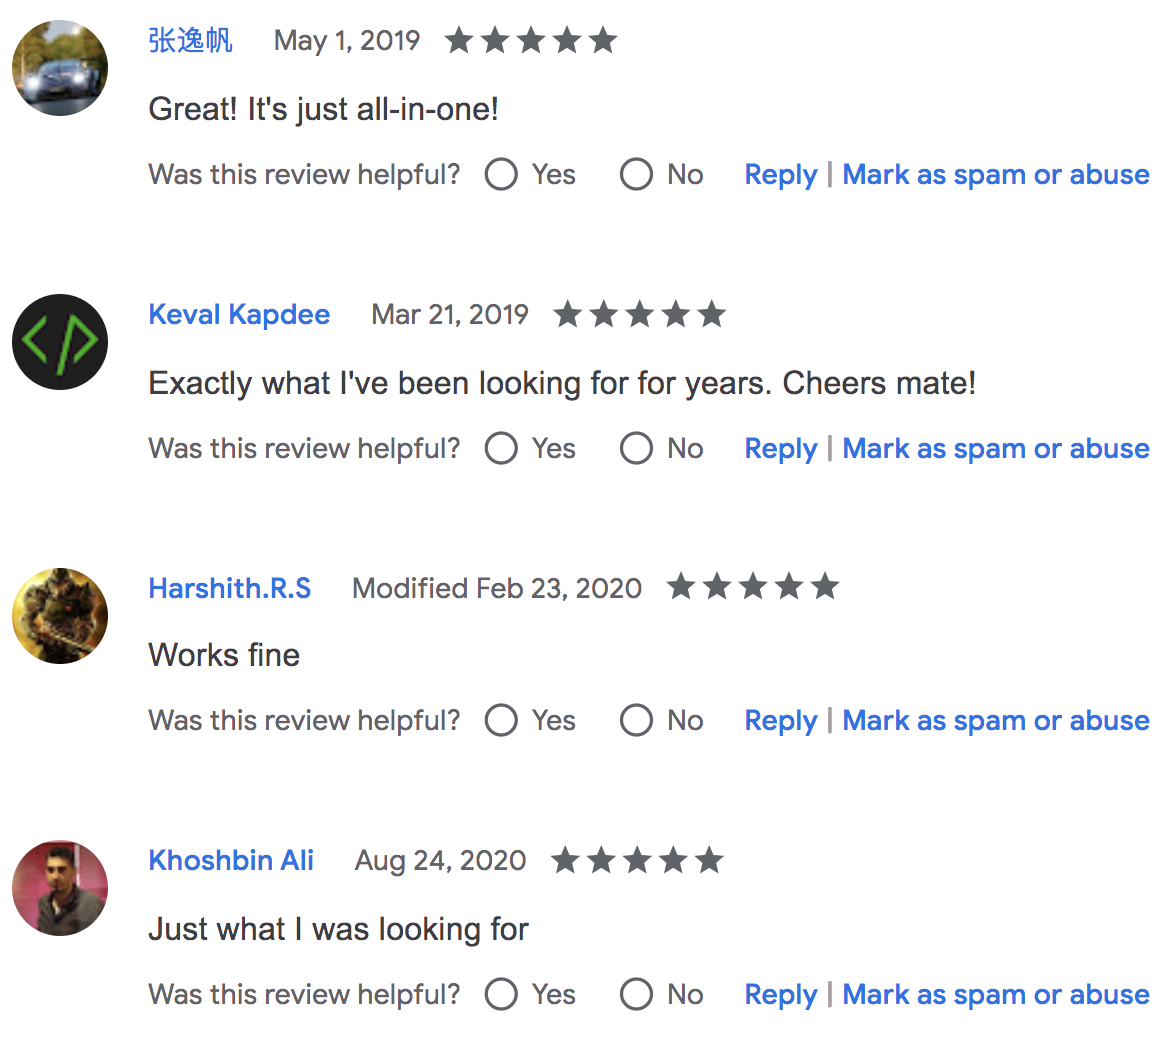 张逸帆 May 1, 2019 ★★★★★
Great! It's just all-in-one!
Was this review helpful? Yes No Reply | Mark as spam or abuse
Keval Kapdee Mar 21, 2019 ★★★★★
Exactly what I've been looking for for years. Cheers mate!
Was this review helpful? Yes No Reply | Mark as spam or abuse
Harshith.R.S Modified Feb 23, 2020 ★★★★★
Works fine
Was this review helpful? Yes No Reply | Mark as spam or abuse
Khoshbin Ali Aug 24, 2020 ★★★★★
Just what I was looking for
Was this review helpful? Yes No Reply | Mark as spam or abuse